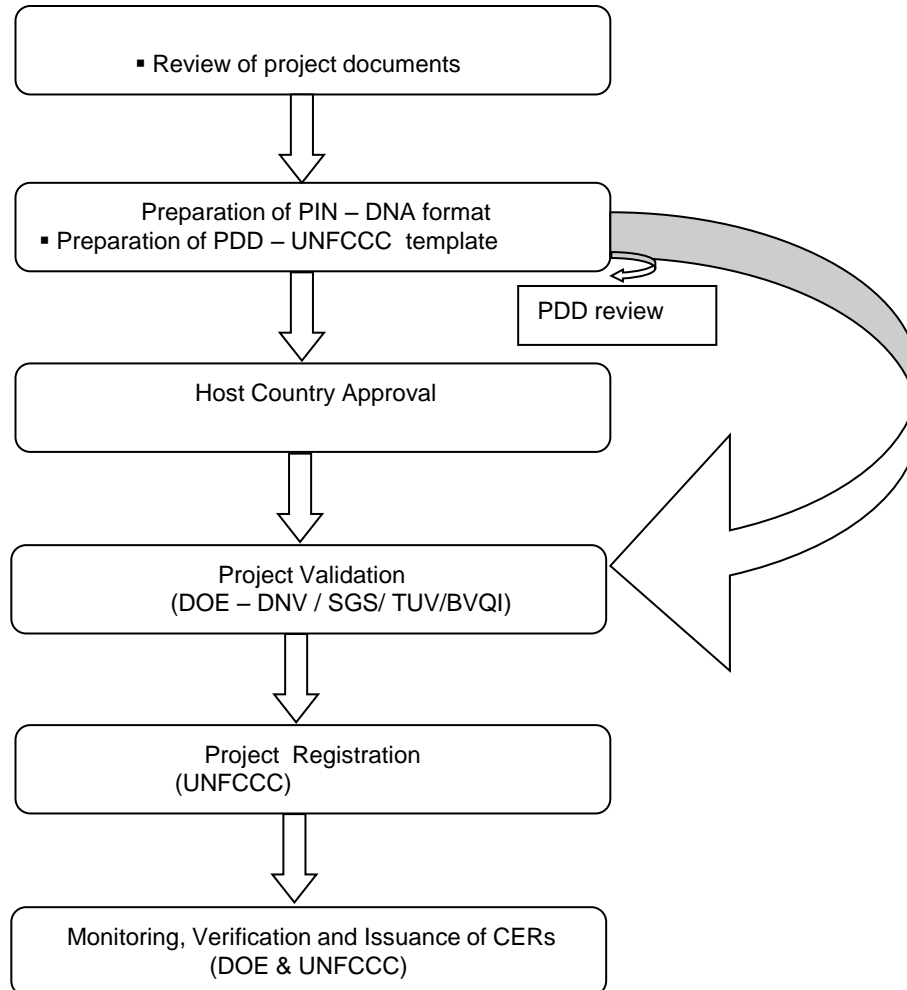 ▪ Review of project documents
Preparation of PIN – DNA format
▪ Preparation of PDD – UNFCCC template
PDD review
Host Country Approval
Project Validation
(DOE – DNV / SGS/ TUV/BVQI)
Project Registration
(UNFCCC)
Monitoring, Verification and Issuance of CERs
(DOE & UNFCCC)